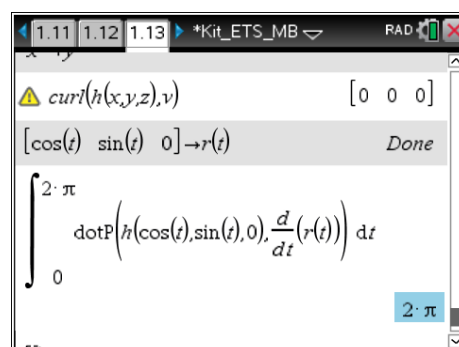 1.11 1.12 1.13 *Kit_ETS_MB RAD
curl(h(x,y,z),v) [0 0 0]
[cos(t) sin(t) 0]→r(t) Done
∫ 2·π 0 dotP(h(cos(t),sin(t),0),d/dt(r(t))) dt
2·π